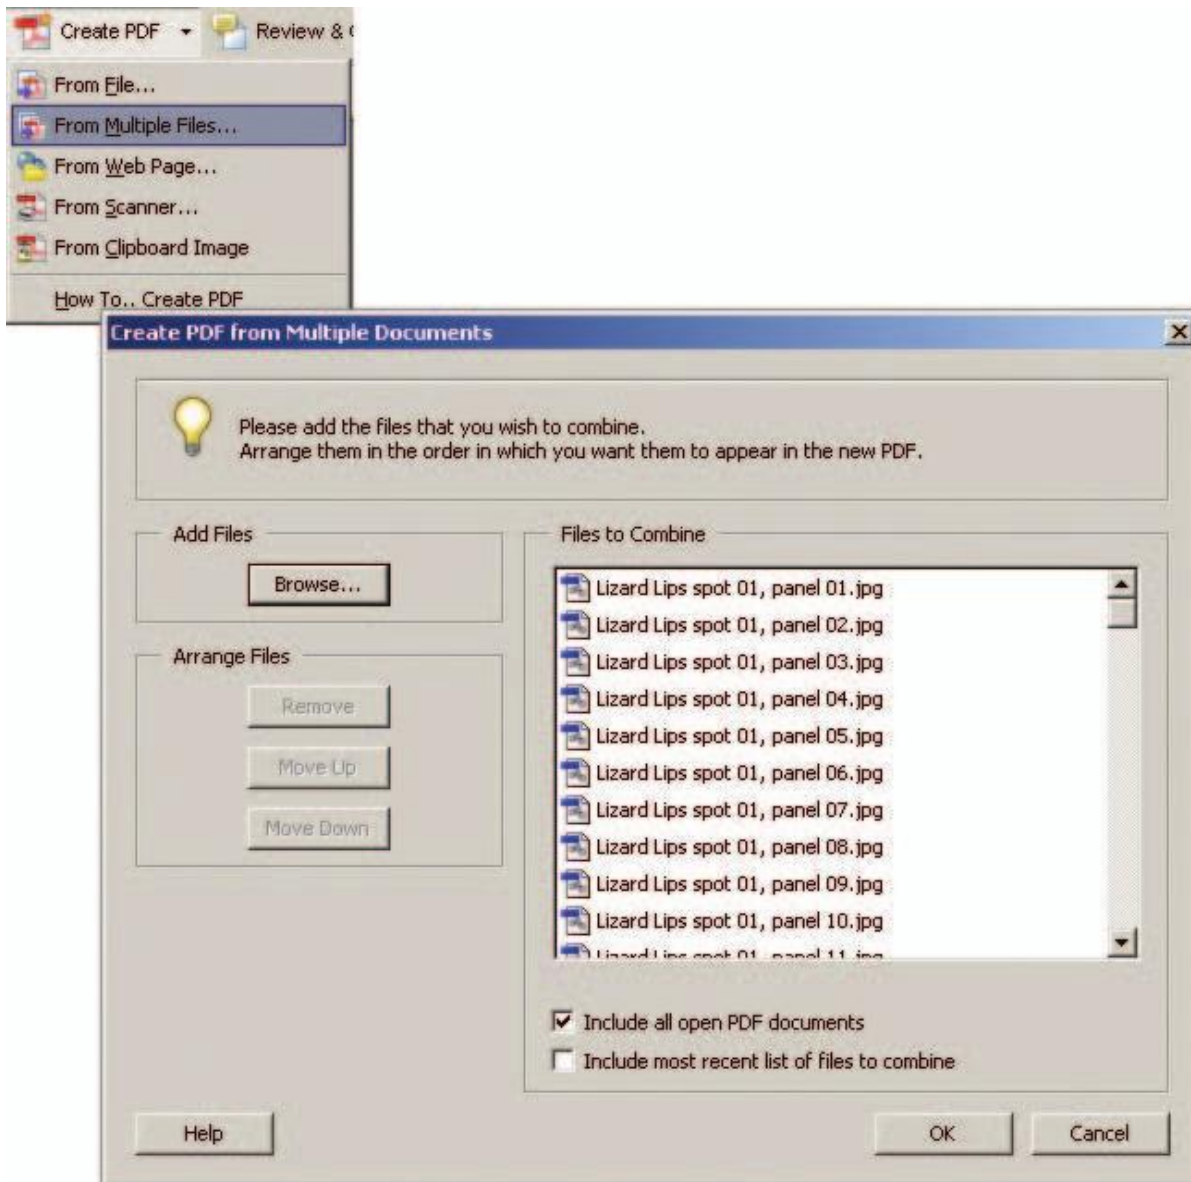 Create PDF Review &
From File...
From Multiple Files...
From Web Page...
From Scanner...
From Clipboard Image
How To.. Create PDF
Create PDF from Multiple Documents
Please add the files that you wish to combine.
Arrange them in the order in which you want them to appear in the new PDF.
Add Files
Browse...
Arrange Files
Remove
Move Up
Move Down
Files to Combine
Lizard Lips spot 01, panel 01.jpg
Lizard Lips spot 01, panel 02.jpg
Lizard Lips spot 01, panel 03.jpg
Lizard Lips spot 01, panel 04.jpg
Lizard Lips spot 01, panel 05.jpg
Lizard Lips spot 01, panel 06.jpg
Lizard Lips spot 01, panel 07.jpg
Lizard Lips spot 01, panel 08.jpg
Lizard Lips spot 01, panel 09.jpg
Lizard Lips spot 01, panel 10.jpg
Lizard Lips spot 01, panel 11.jpg
Include all open PDF documents
Include most recent list of files to combine
Help
OK
Cancel